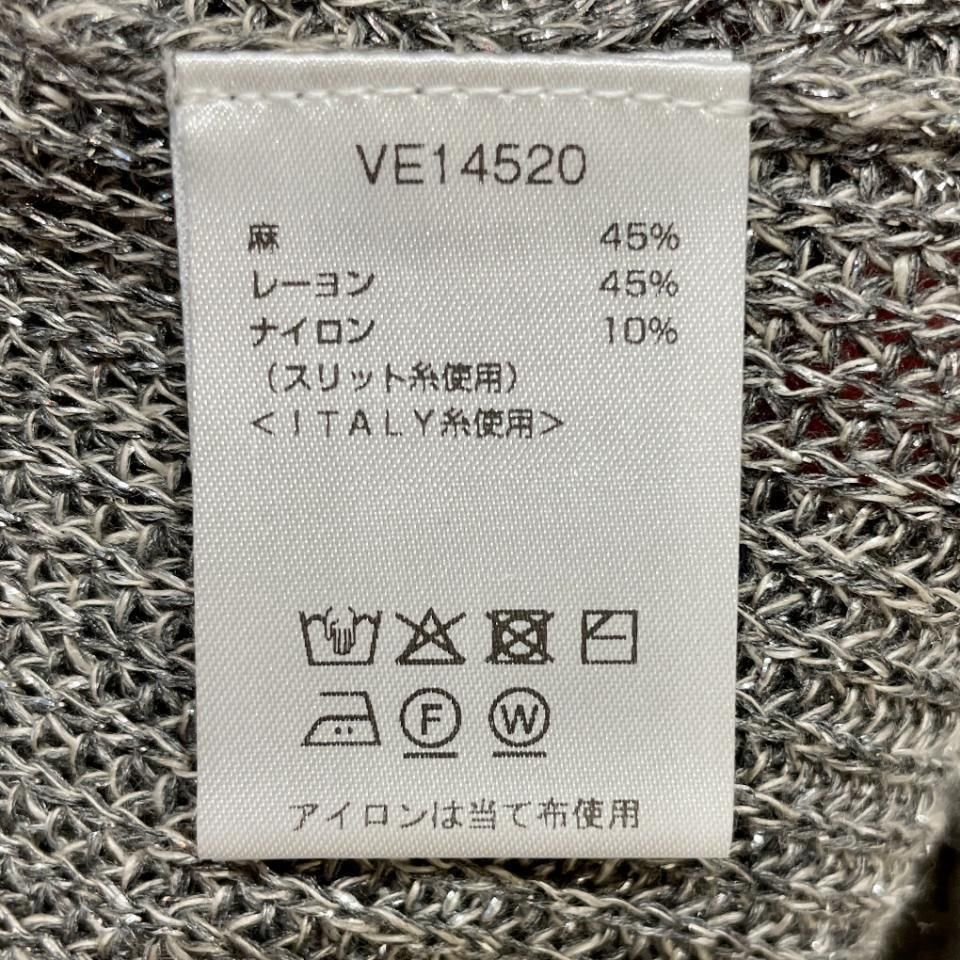 VE14520
麻 45%
レーヨン 45%
ナイロン 10%
（スリット糸使用）
＜ＩＴＡＬＹ糸使用＞
F W
アイロンは当て布使用